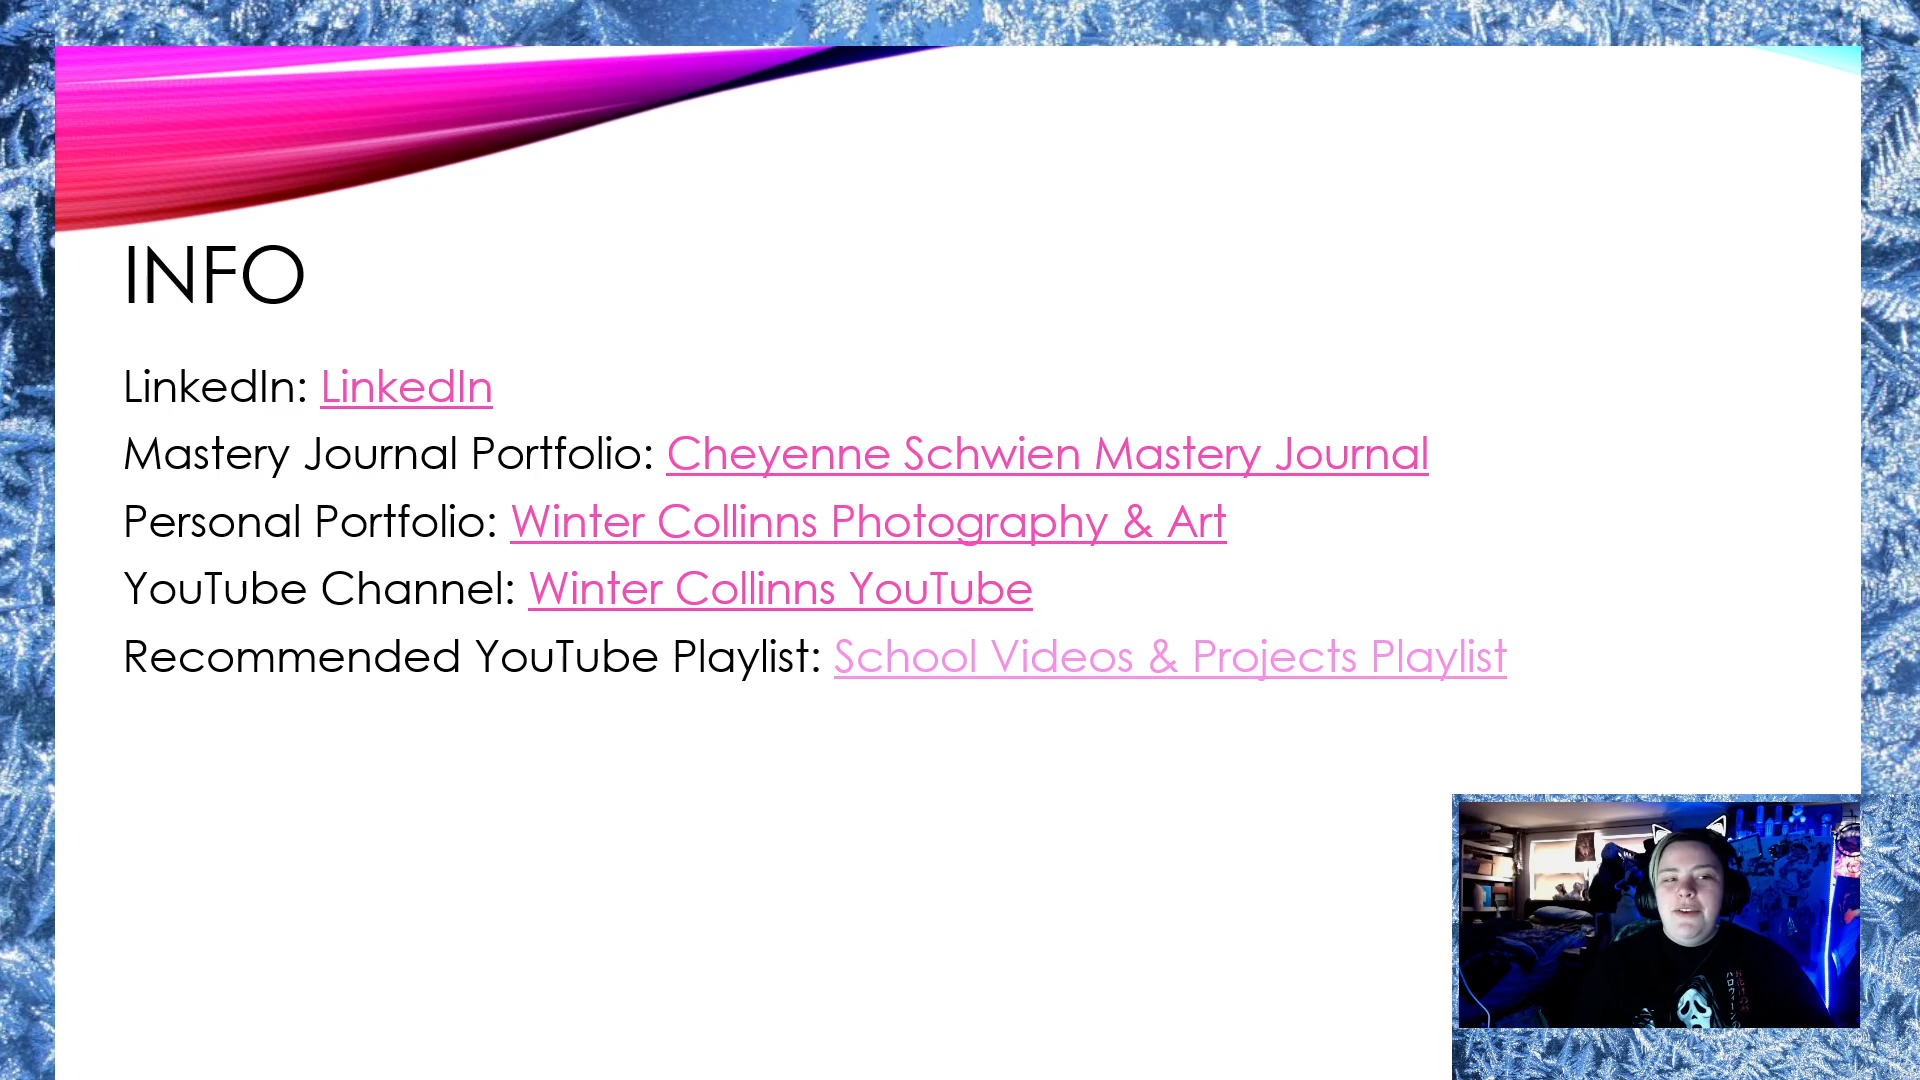 INFO
LinkedIn: LinkedIn
Mastery Journal Portfolio: Cheyenne Schwien Mastery Journal
Personal Portfolio: Winter Collinns Photography & Art
YouTube Channel: Winter Collinns YouTube
Recommended YouTube Playlist: School Videos & Projects Playlist